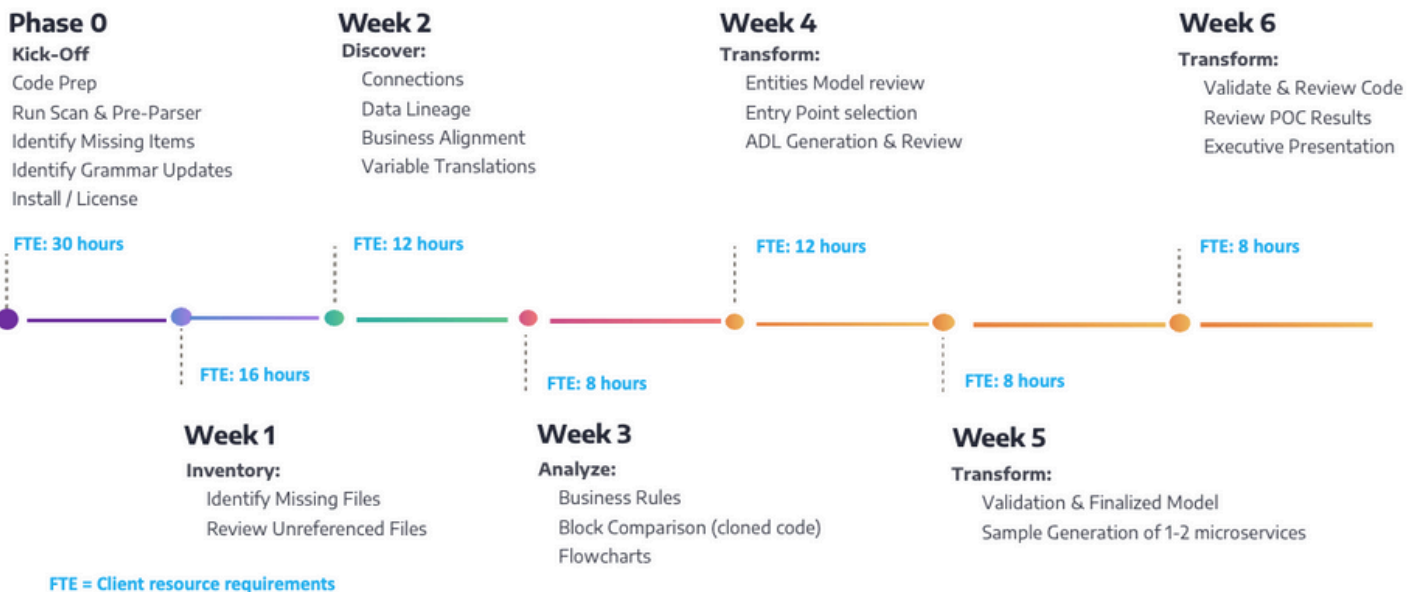 Phase 0
Kick-Off
Code Prep
Run Scan & Pre-Parser
Identify Missing Items
Identify Grammar Updates
Install / License
FTE: 30 hours
Week 2
Discover:
Connections
Data Lineage
Business Alignment
Variable Translations
FTE: 12 hours
Week 4
Transform:
Entities Model review
Entry Point selection
ADL Generation & Review
FTE: 12 hours
Week 6
Transform:
Validate & Review Code
Review POC Results
Executive Presentation
FTE: 8 hours
FTE: 16 hours
Week 1
Inventory:
Identify Missing Files
Review Unreferenced Files
FTE: 8 hours
Week 3
Analyze:
Business Rules
Block Comparison (cloned code)
Flowcharts
FTE: 8 hours
Week 5
Transform:
Validation & Finalized Model
Sample Generation of 1-2 microservices
FTE = Client resource requirements